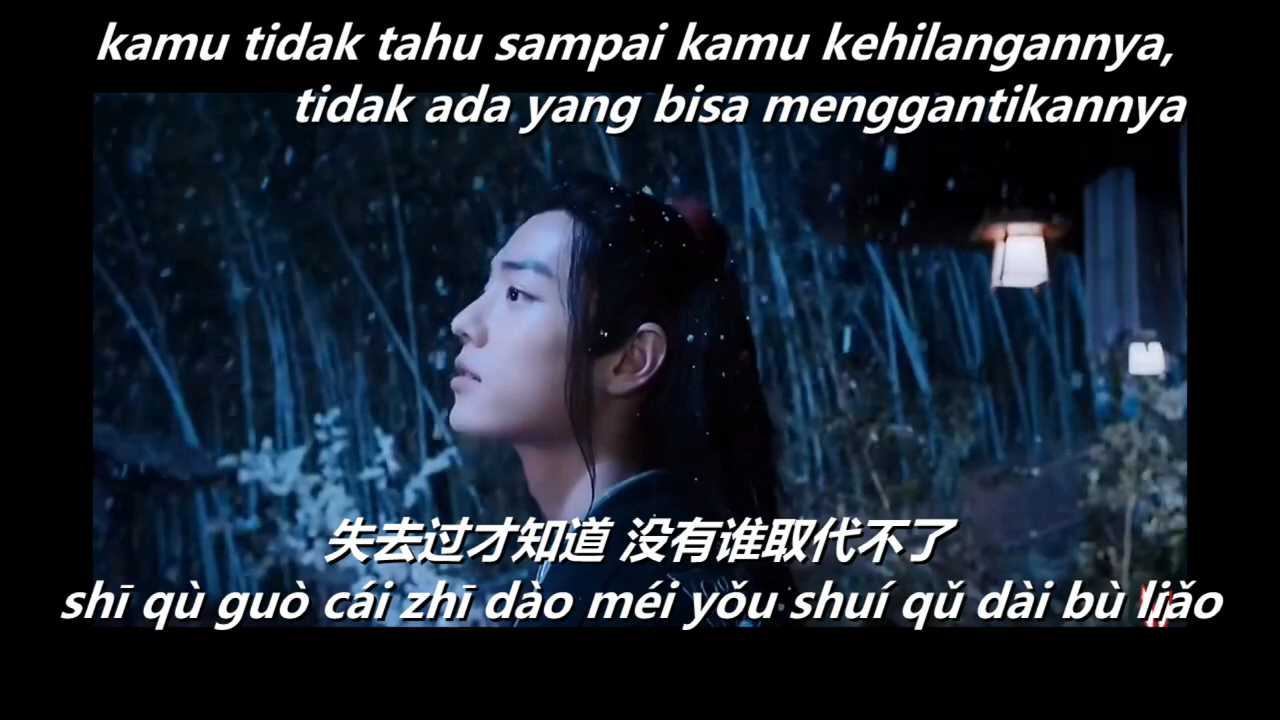 kamu tidak tahu sampai kamu kehilangannya,
tidak ada yang bisa menggantikannya
失去过才知道 没有谁取代不了
shī qù guò cái zhī dào méi yǒu shuí qǔ dài bù liǎo